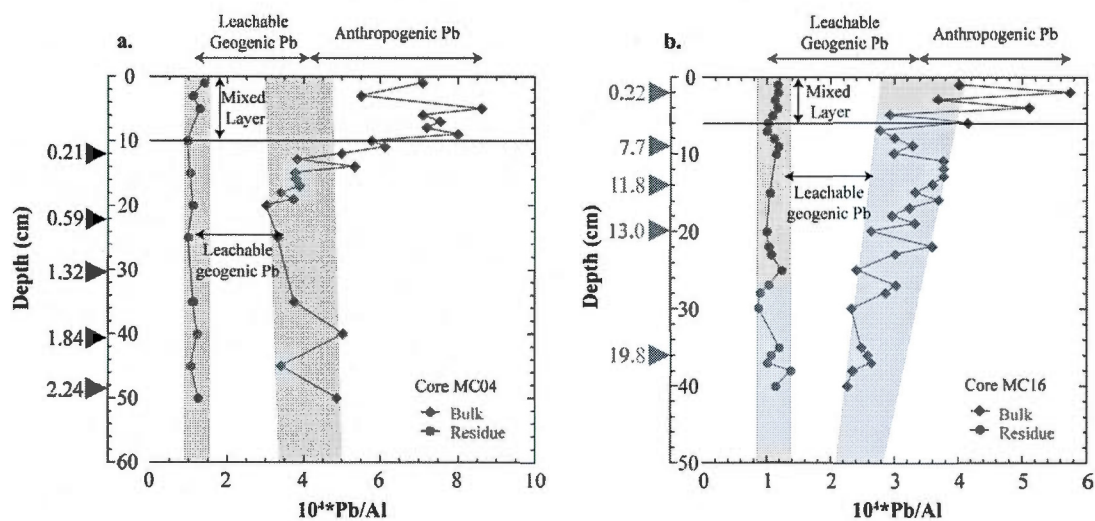 Leachable
Geogenic Pb
Anthropogenic Pb
a.
0
Mixed
Layer
10
0.21
20
0.59
Leachable
geogenic Pb
30
1.32
40
1.84
2.24
50
60
Depth (cm)
Core MC04
Bulk
Residue
0 2 4 6 8 10
10⁴*Pb/Al
Leachable
Geogenic Pb
Anthropogenic Pb
b.
0
0.22
Mixed
Layer
7.7
10
11.8
Leachable
geogenic Pb
13.0
20
30
19.8
40
50
Depth (cm)
Core MC16
Bulk
Residue
0 1 2 3 4 5 6
10⁴*Pb/Al